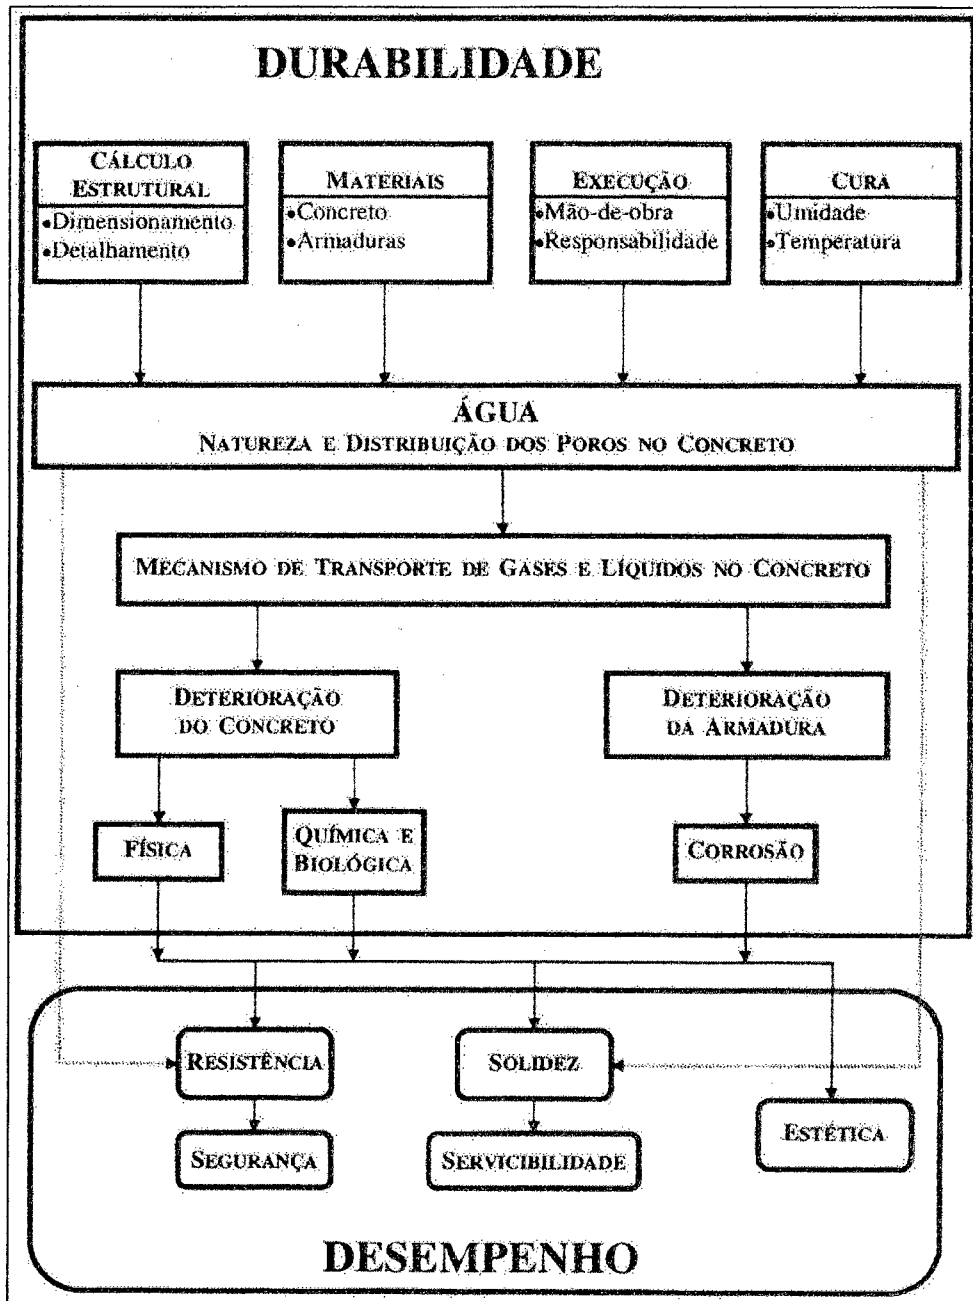 DURABILIDADE
CÁLCULO
ESTRUTURAL
•Dimensionamento
•Detalhamento
MATERIAIS
•Concreto
•Armaduras
EXECUÇÃO
•Mão-de-obra
•Responsabilidade
CURA
•Umidade
•Temperatura
ÁGUA
NATUREZA E DISTRIBUIÇÃO DOS POROS NO CONCRETO
MECANISMO DE TRANSPORTE DE GASES E LÍQUIDOS NO CONCRETO
DETERIORAÇÃO
DO CONCRETO
DETERIORAÇÃO
DA ARMADURA
FÍSICA
QUÍMICA E
BIOLÓGICA
CORROSÃO
RESISTÊNCIA
SOLIDEZ
ESTÉTICA
SEGURANÇA
SERVICIBILIDADE
DESEMPENHO